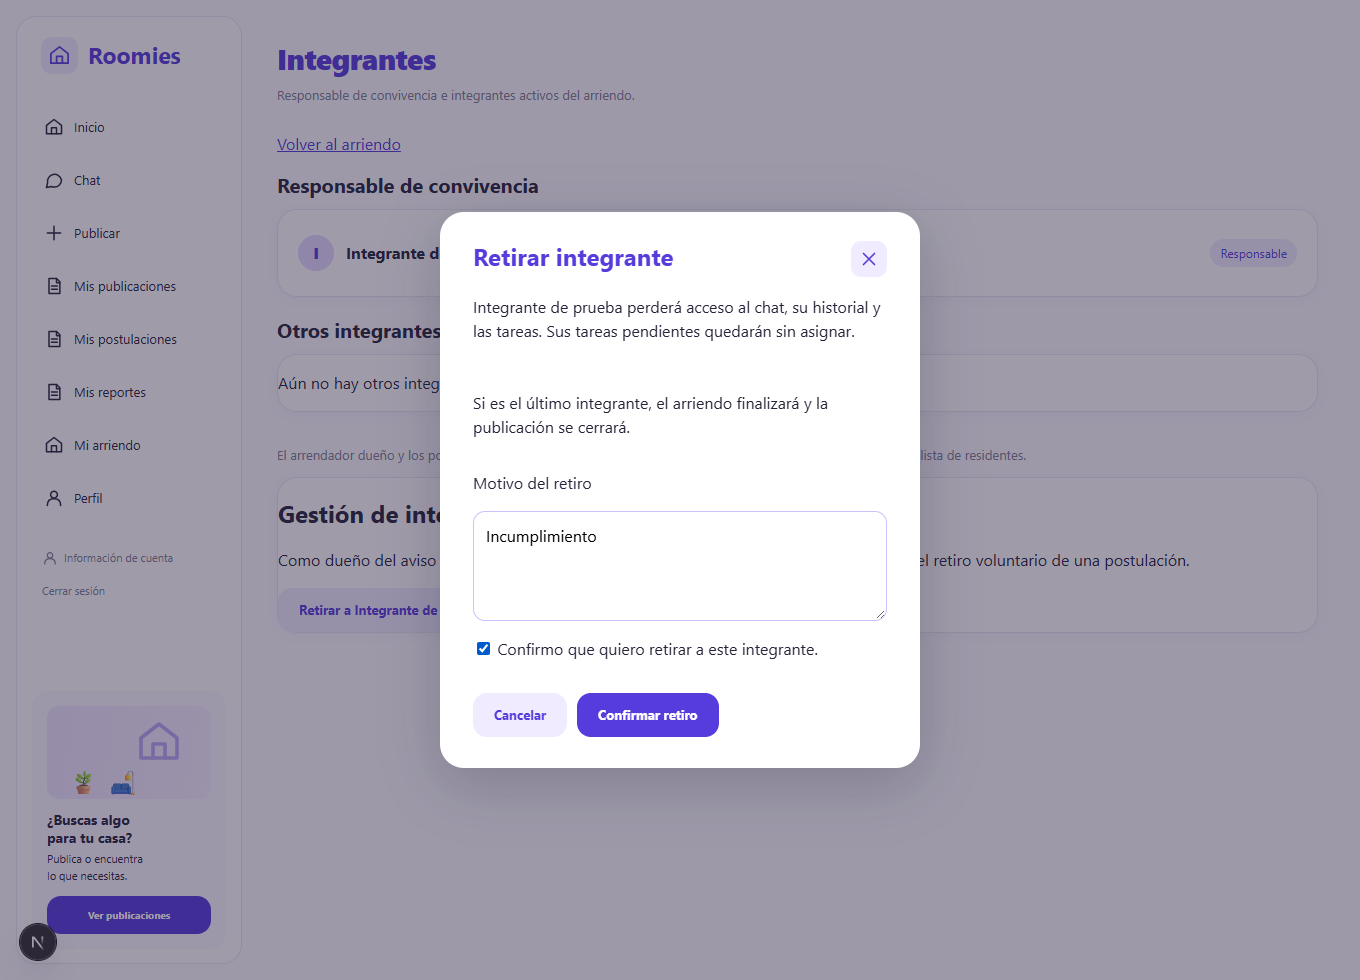 Roomies
Inicio
Chat
Publicar
Mis publicaciones
Mis postulaciones
Mis reportes
Mi arriendo
Perfil
Información de cuenta
Cerrar sesión
¿Buscas algo
para tu casa?
Publica o encuentra
lo que necesitas.
Ver publicaciones
N
Integrantes
Responsable de convivencia e integrantes activos del arriendo.
Volver al arriendo
Responsable de convivencia
I
Integrante d
Responsable
Otros integrantes
Aún no hay otros integ
El arrendador dueño y los po
lista de residentes.
Gestión de inte
Como dueño del aviso
el retiro voluntario de una postulación.
Retirar a Integrante de
Retirar integrante
Integrante de prueba perderá acceso al chat, su historial y
las tareas. Sus tareas pendientes quedarán sin asignar.
Si es el último integrante, el arriendo finalizará y la
publicación se cerrará.
Motivo del retiro
Incumplimiento
Confirmo que quiero retirar a este integrante.
Cancelar
Confirmar retiro